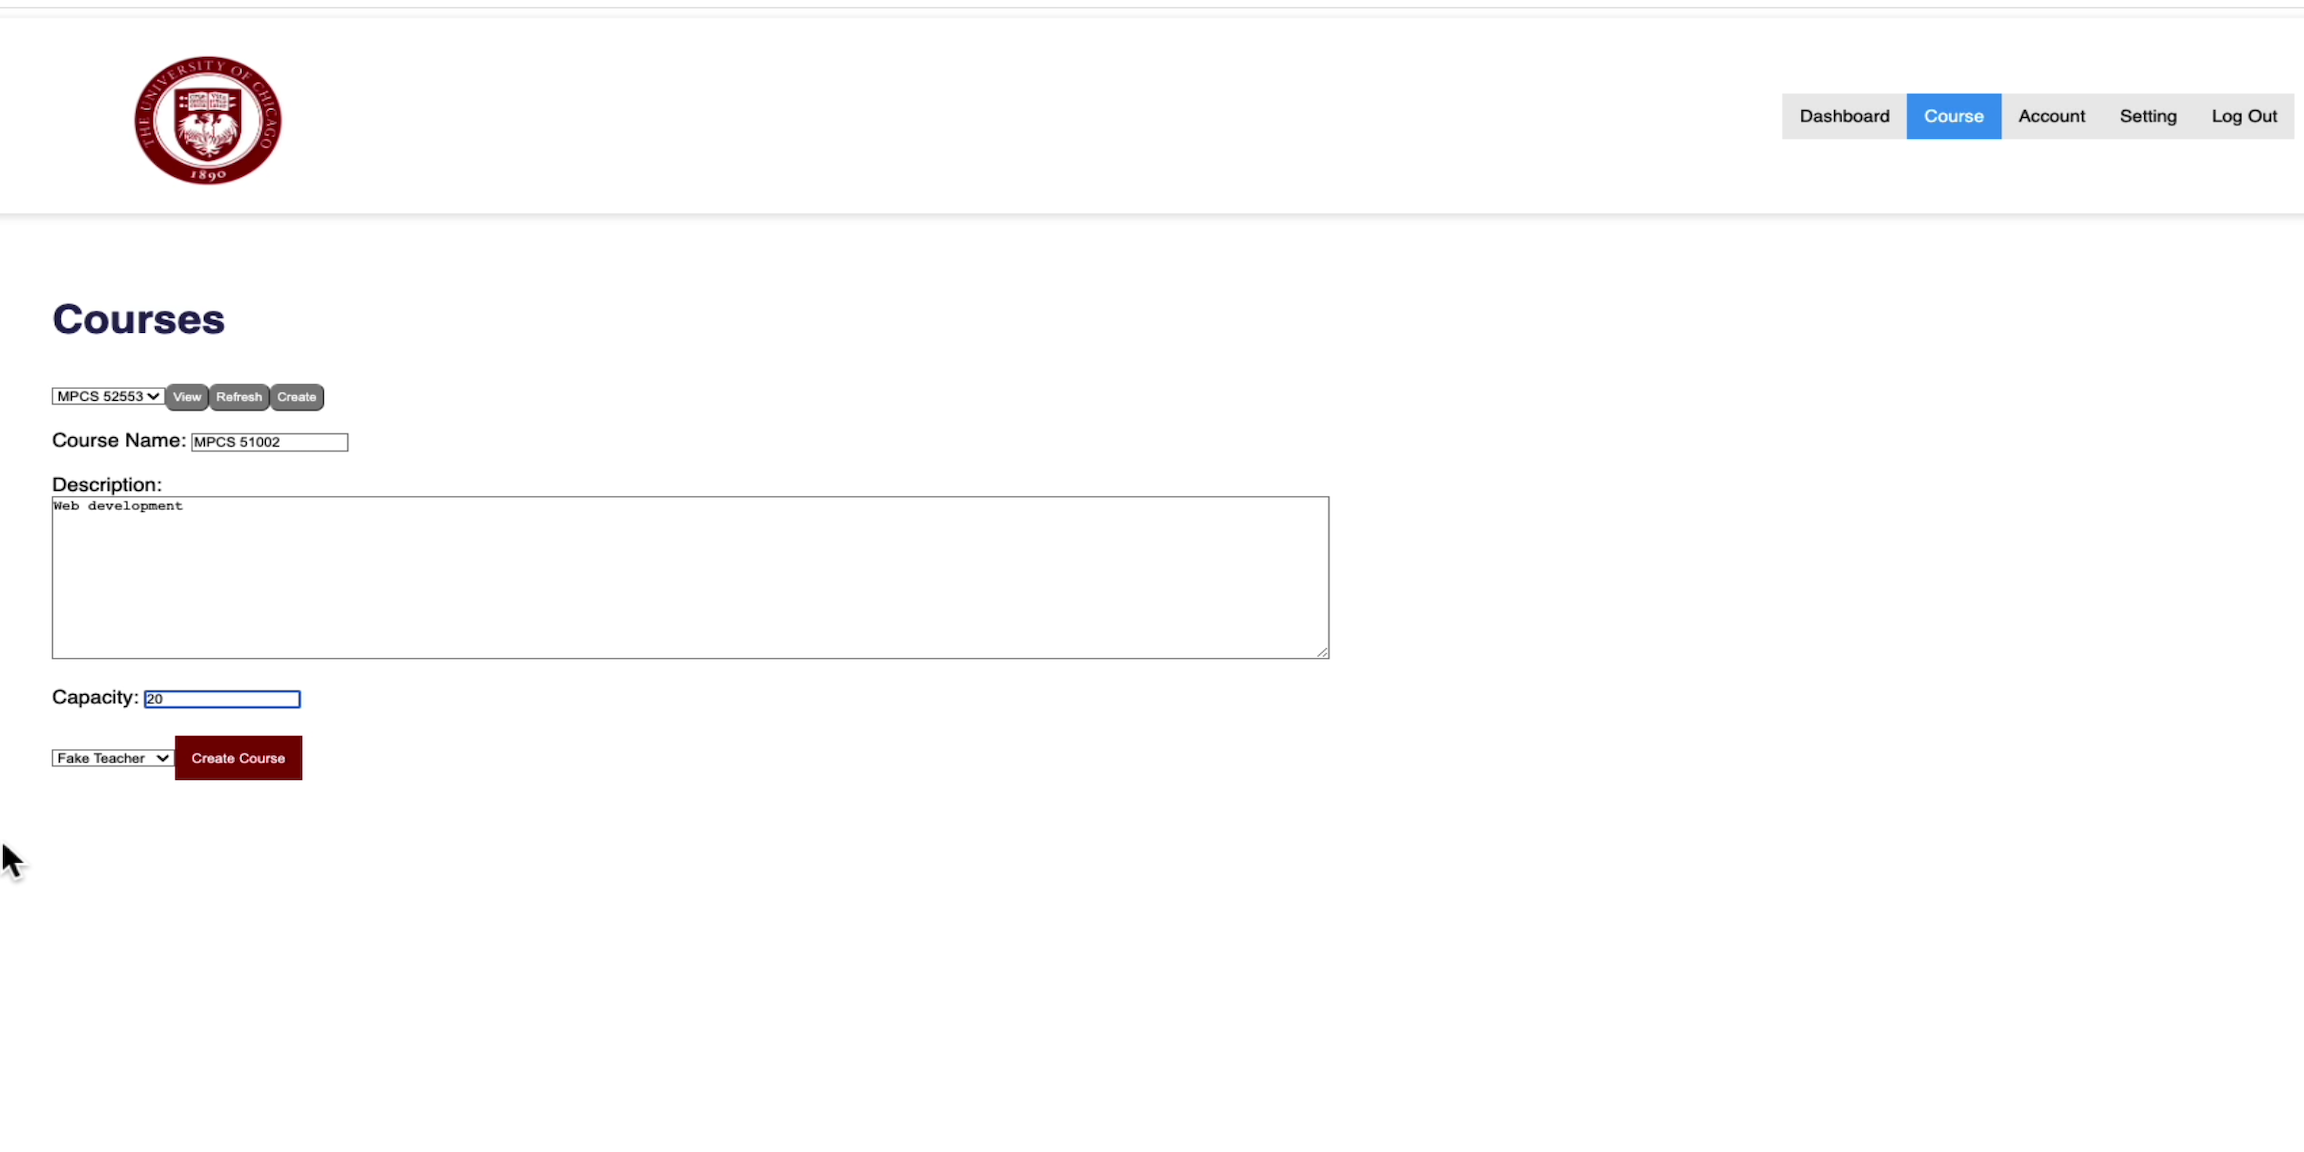 THE UNIVERSITY OF CHICAGO
1890
Dashboard Course Account Setting Log Out
Courses
MPCS 52553 View Refresh Create
Course Name: MPCS 51002
Description:
Web development
Capacity: 20
Fake Teacher Create Course